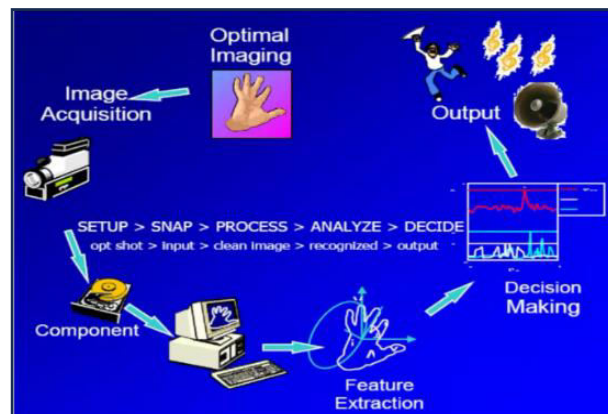 Optimal
Imaging
Image
Acquisition
Output
SETUP > SNAP > PROCESS > ANALYZE > DECIDE
opt shot > input > clean image > recognized > output
Component
Decision
Making
Feature
Extraction